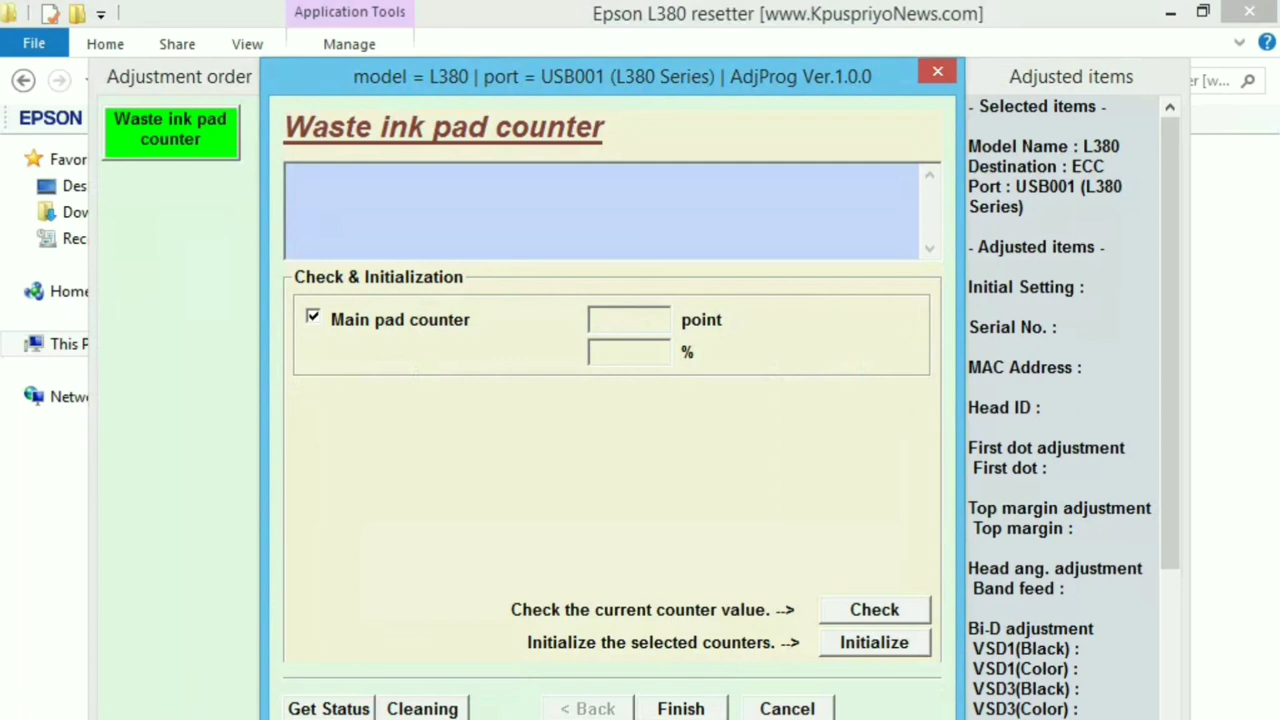 Application Tools
Epson L380 resetter [www.KpuspriyoNews.com]
File
Home
Share
View
Manage
Adjustment order
model = L380 | port = USB001 (L380 Series) | AdjProg Ver.1.0.0
Adjusted items
r [w...
EPSON
Waste ink pad
counter
Waste ink pad counter
Favor
Des
Dow
Rec
Home
This P
Netwo
Check & Initialization
Main pad counter
point
%
Check the current counter value. -->
Check
Initialize the selected counters. -->
Initialize
Get Status
Cleaning
< Back
Finish
Cancel
- Selected items -
Model Name : L380
Destination : ECC
Port : USB001 (L380
Series)
- Adjusted items -
Initial Setting :
Serial No. :
MAC Address :
Head ID :
First dot adjustment
First dot :
Top margin adjustment
Top margin :
Head ang. adjustment
Band feed :
Bi-D adjustment
VSD1(Black) :
VSD1(Color) :
VSD3(Black) :
VSD3(Color) :